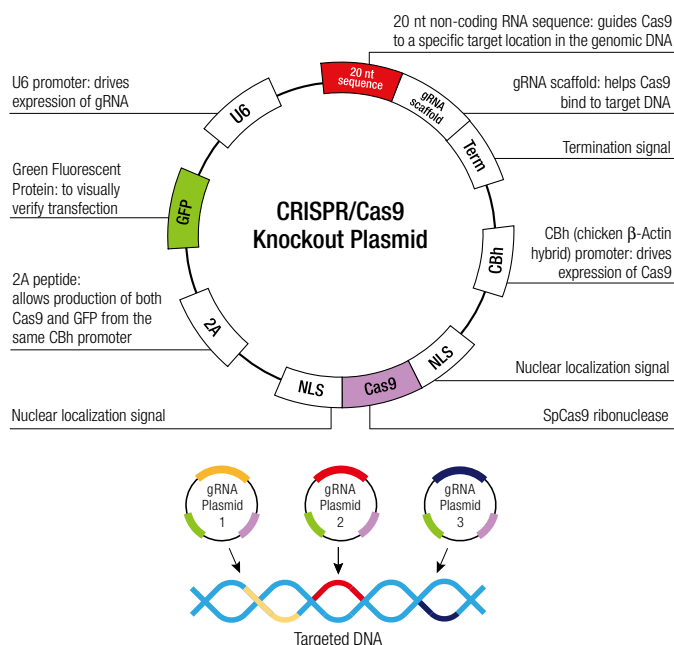 20 nt non-coding RNA sequence: guides Cas9
to a specific target location in the genomic DNA
U6 promoter: drives
expression of gRNA
gRNA scaffold: helps Cas9
bind to target DNA
Termination signal
Green Fluorescent
Protein: to visually
verify transfection
CBh (chicken β-Actin
hybrid) promoter: drives
expression of Cas9
2A peptide:
allows production of both
Cas9 and GFP from the
same CBh promoter
Nuclear localization signal
Nuclear localization signal
SpCas9 ribonuclease
20 nt
sequence
gRNA
scaffold
Term
CBh
NLS
Cas9
NLS
2A
GFP
U6
CRISPR/Cas9
Knockout Plasmid
gRNA
Plasmid
1
gRNA
Plasmid
2
gRNA
Plasmid
3
Targeted DNA